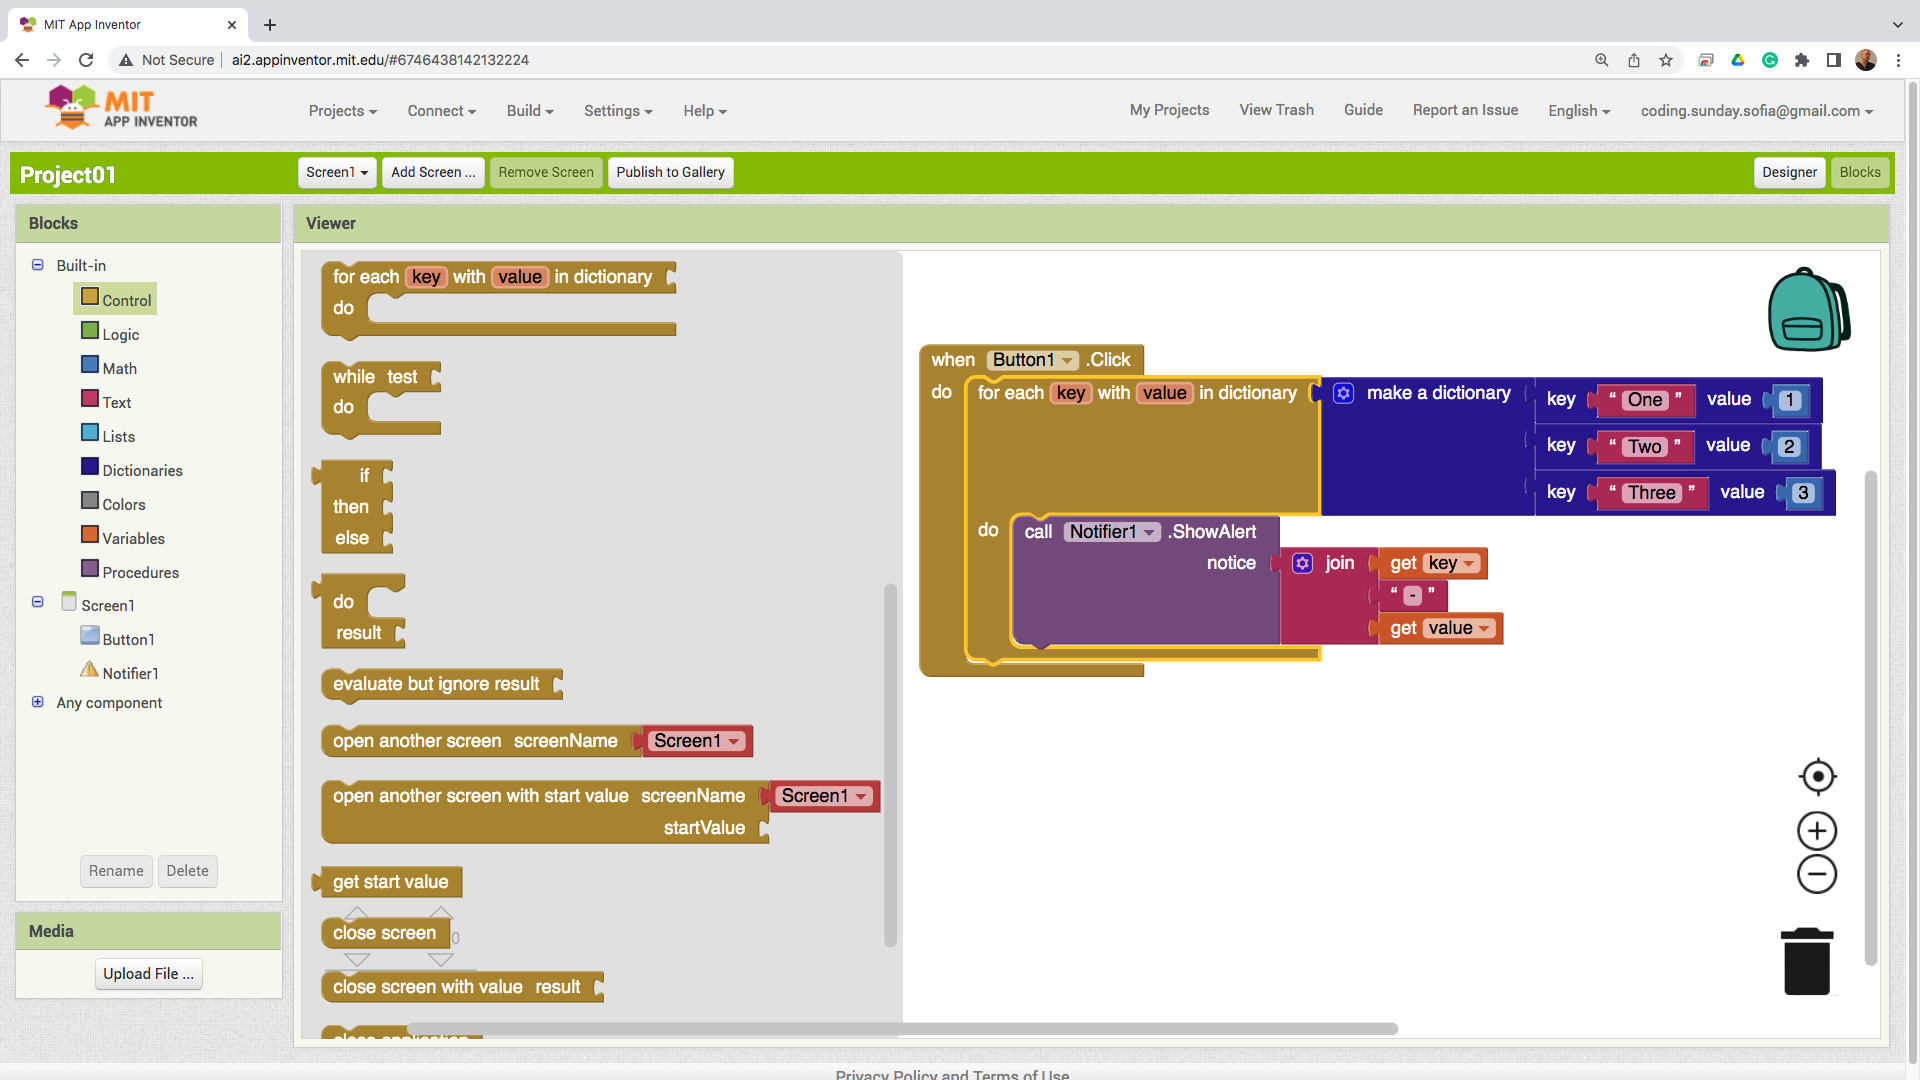 MIT App Inventor
Not Secure ai2.appinventor.mit.edu/#6746438142132224
MIT
APP INVENTOR
Projects Connect Build Settings Help My Projects View Trash Guide Report an Issue English coding.sunday.sofia@gmail.com
Project01 Screen1 Add Screen ... Remove Screen Publish to Gallery Designer Blocks
Blocks
Built-in
Control
Logic
Math
Text
Lists
Dictionaries
Colors
Variables
Procedures
Screen1
Button1
Notifier1
Any component
Rename Delete
Media
Upload File ...
Viewer
for each key with value in dictionary
do
while test
do
if
then
else
do
result
evaluate but ignore result
open another screen screenName Screen1
open another screen with start value screenName Screen1
startValue
get start value
close screen 0
close screen with value result
close application
when Button1 .Click
do for each key with value in dictionary make a dictionary key “ One ” value 1
key “ Two ” value 2
key “ Three ” value 3
do call Notifier1 .ShowAlert
notice join get key
“ - ”
get value
Privacy Policy and Terms of Use